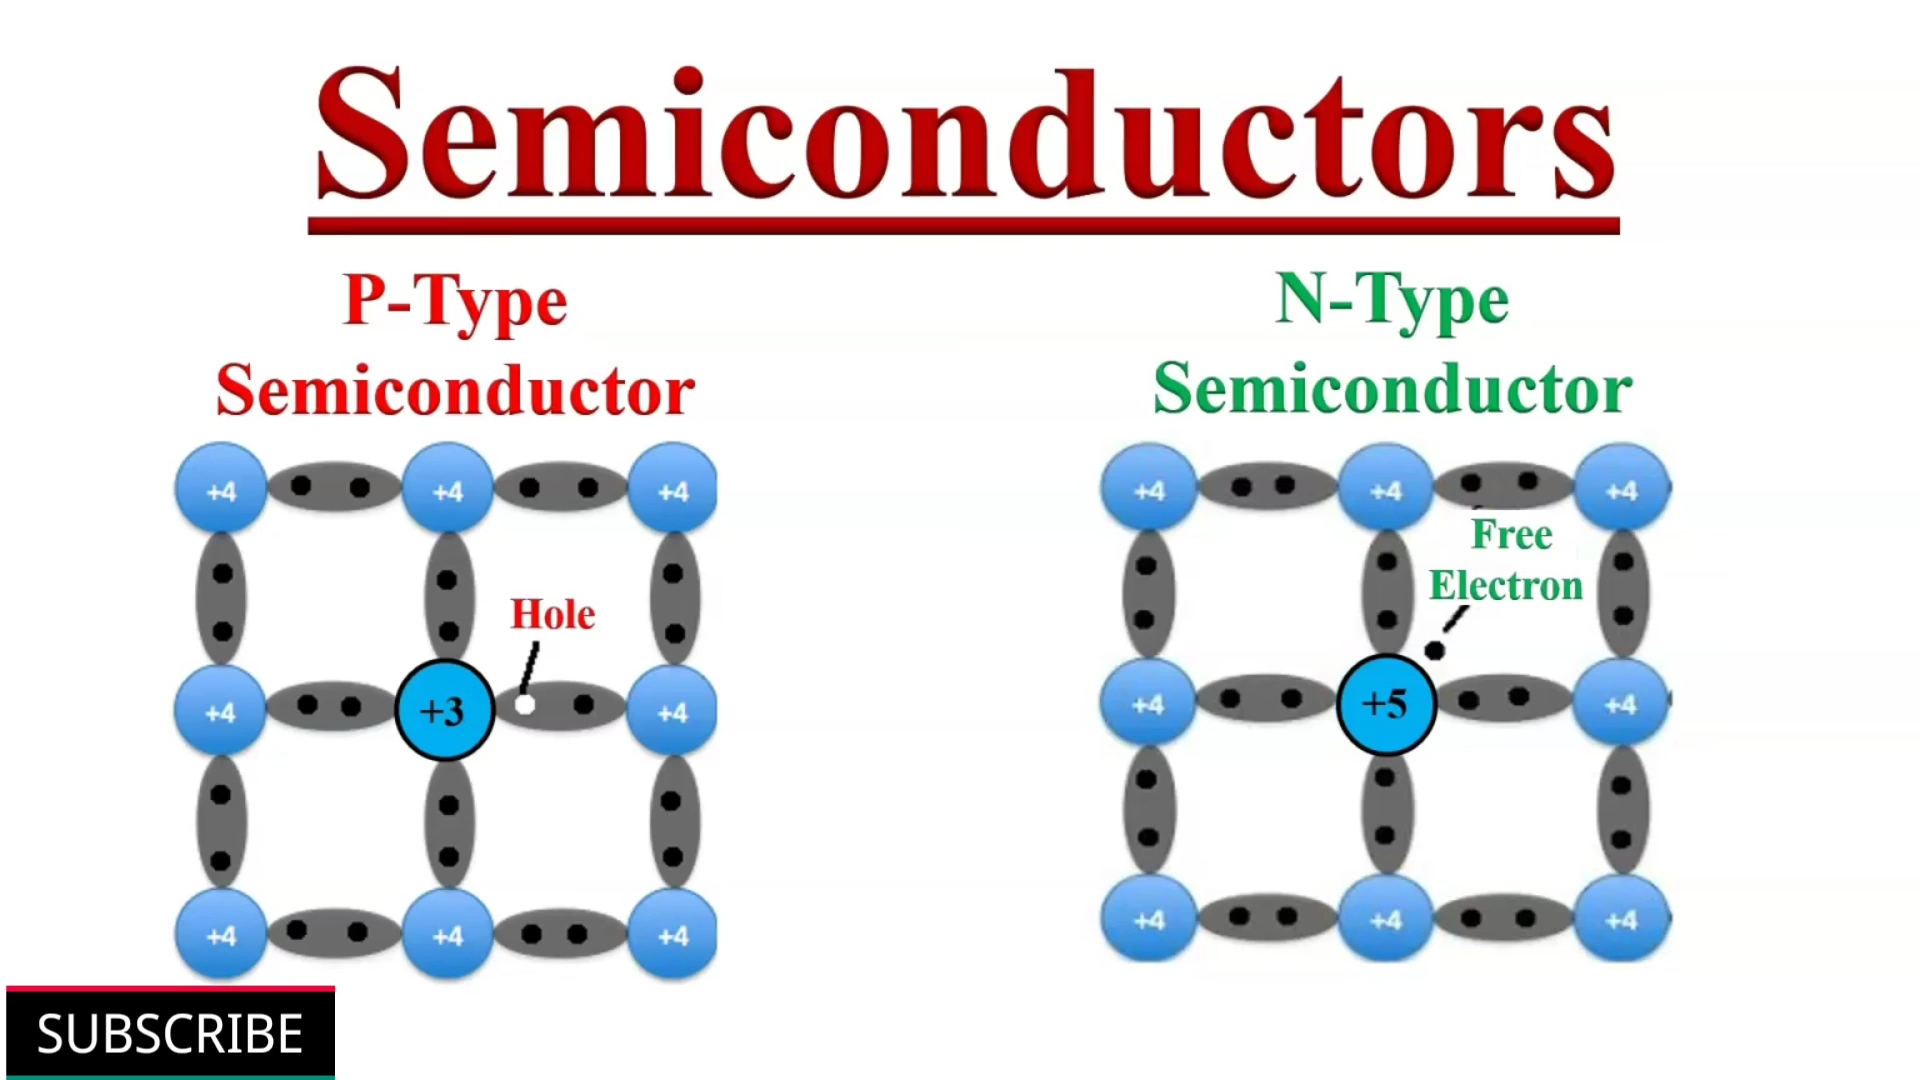 Semiconductors
P-Type
Semiconductor
+4 +4 +4
Hole
+4 +3 +4
+4 +4 +4
N-Type
Semiconductor
+4 +4 +4
Free
Electron
+4 +5 +4
+4 +4 +4
SUBSCRIBE